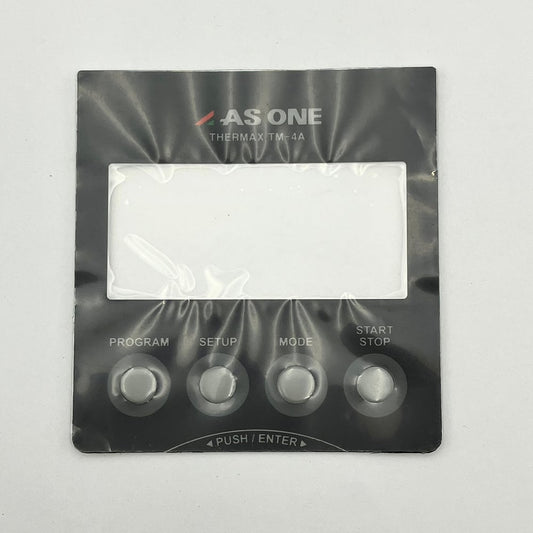 AS ONE
THERMAX TM-4A
PROGRAM SETUP MODE START STOP
◀ PUSH / ENTER ▶